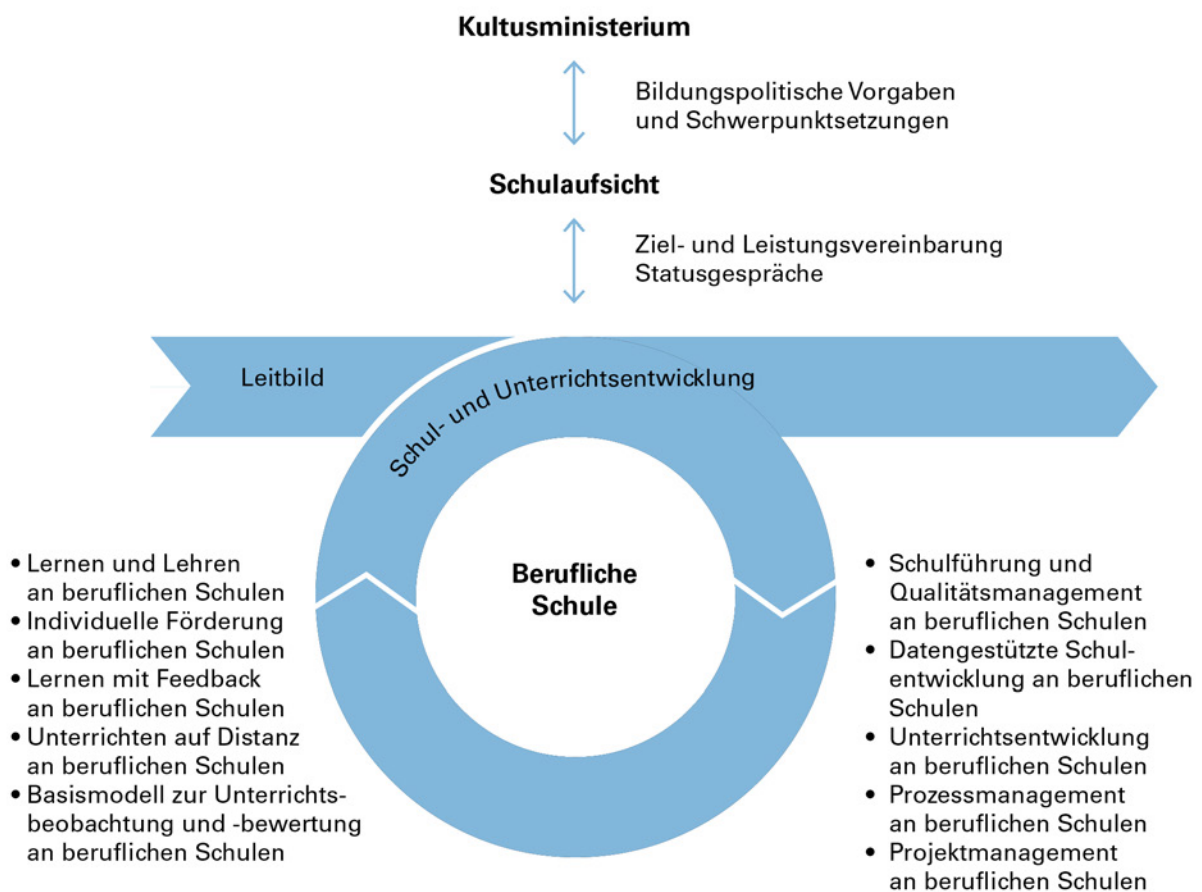 Kultusministerium
Bildungspolitische Vorgaben
und Schwerpunktsetzungen
Schulaufsicht
Ziel- und Leistungsvereinbarung
Statusgespräche
Leitbild
Schul- und Unterrichtsentwicklung
Berufliche
Schule
• Lernen und Lehren
an beruflichen Schulen
• Individuelle Förderung
an beruflichen Schulen
• Lernen mit Feedback
an beruflichen Schulen
• Unterrichten auf Distanz
an beruflichen Schulen
• Basismodell zur Unterrichts-
beobachtung und -bewertung
an beruflichen Schulen
• Schulführung und
Qualitätsmanagement
an beruflichen Schulen
• Datengestützte Schul-
entwicklung an beruflichen
Schulen
• Unterrichtsentwicklung
an beruflichen Schulen
• Prozessmanagement
an beruflichen Schulen
• Projektmanagement
an beruflichen Schulen